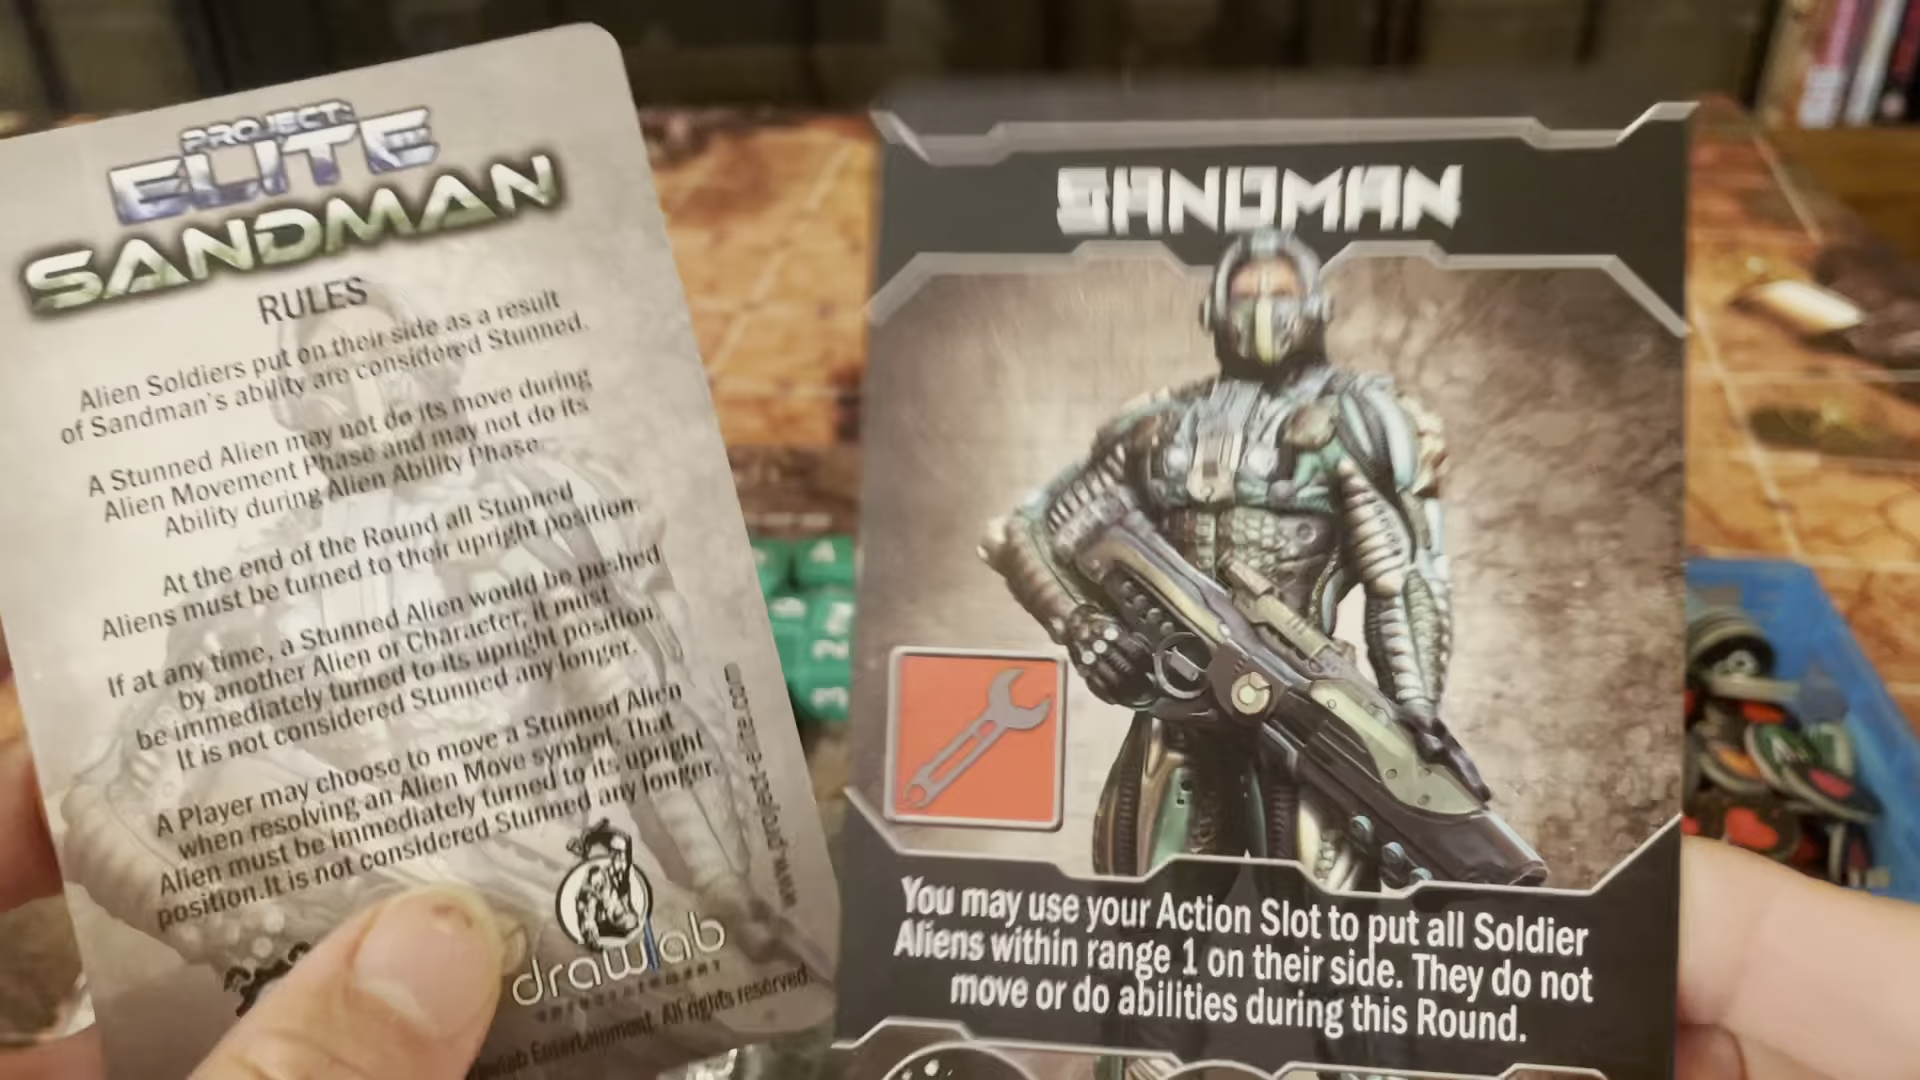 PROJECT:
ELITE
SANDMAN
RULES
Alien Soldiers put on their side as a result
of Sandman's ability are considered Stunned.
A Stunned Alien may not do its move during
Alien Movement Phase and may not do its
Ability during Alien Ability Phase.
At the end of the Round all Stunned
Aliens must be turned to their upright position.
If at any time, a Stunned Alien would be pushed
by another Alien or Character, it must
be immediately turned to its upright position.
It is not considered Stunned any longer.
A Player may choose to move a Stunned Alien
when resolving an Alien Move symbol. That
Alien must be immediately turned to its upright
position.It is not considered Stunned any longer.
drawlab
ENTERTAINMENT
Entertainment. All rights reserved.
www.project-elite.com
SANDMAN
You may use your Action Slot to put all Soldier
Aliens within range 1 on their side. They do not
move or do abilities during this Round.